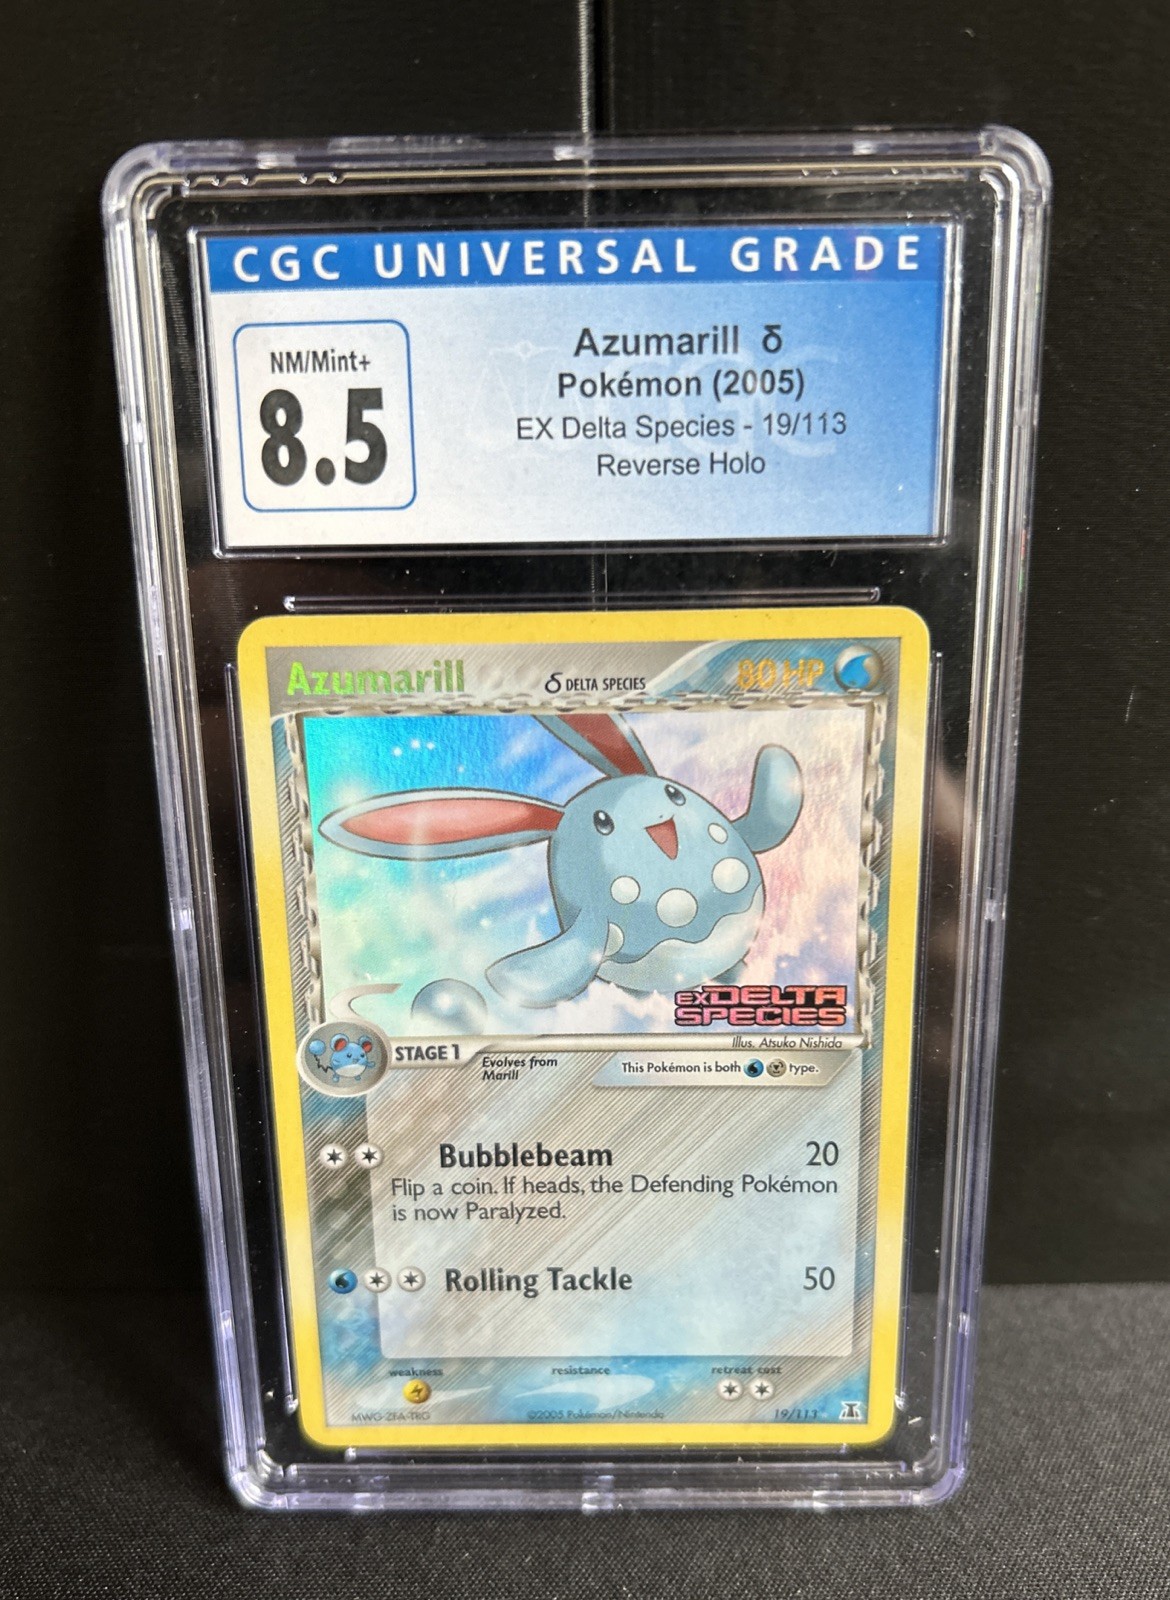 CGC UNIVERSAL GRADE
NM/Mint+
8.5
Azumarill δ
Pokémon (2005)
EX Delta Species - 19/113
Reverse Holo
Azumarill
δ DELTA SPECIES
80 HP
EX DELTA
SPECIES
Illus. Atsuko Nishida
STAGE 1
Evolves from
Marill
This Pokémon is both type.
Bubblebeam 20
Flip a coin. If heads, the Defending Pokémon
is now Paralyzed.
Rolling Tackle 50
weakness resistance retreat cost
©2005 Pokémon/Nintendo 19/113